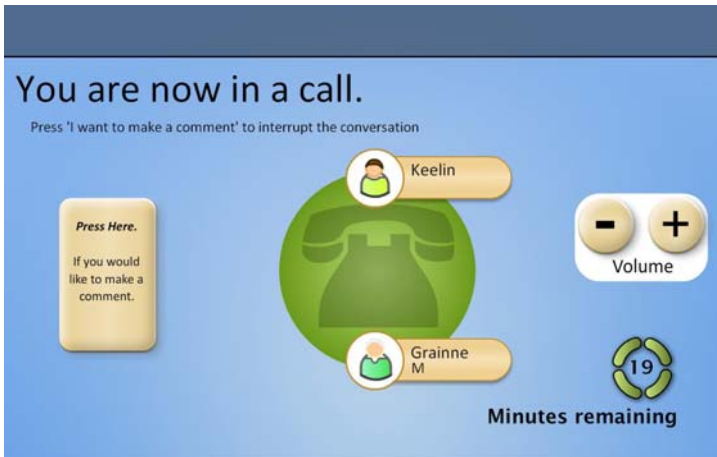 You are now in a call.
Press 'I want to make a comment' to interrupt the conversation
Keelin
Press Here.
If you would
like to make a
comment.
- +
Volume
Grainne
M
19
Minutes remaining